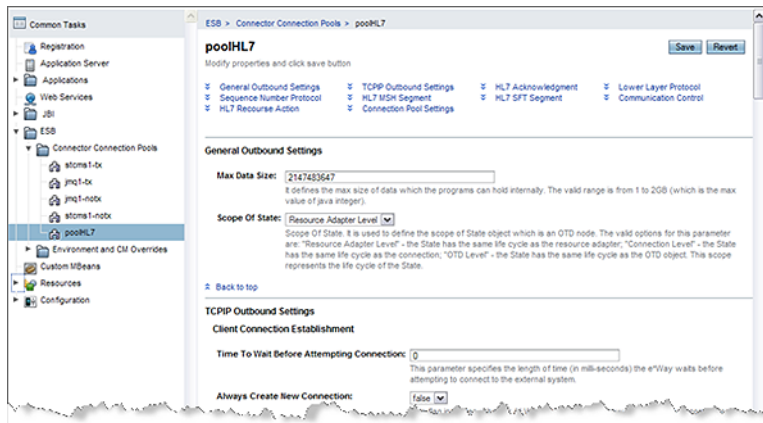 Common Tasks
Registration
Application Server
Applications
Web Services
JBI
ESB
Connector Connection Pools
stcms1-tx
jmq1-tx
jmq1-notx
stcms1-notx
poolHL7
Environment and CM Overrides
Custom MBeans
Resources
Configuration
ESB > Connector Connection Pools > poolHL7
poolHL7
Save Revert
Modify properties and click save button
General Outbound Settings TCPIP Outbound Settings HL7 Acknowledgment Lower Layer Protocol
Sequence Number Protocol HL7 MSH Segment HL7 SFT Segment Communication Control
HL7 Recourse Action Connection Pool Settings
General Outbound Settings
Max Data Size: 2147483647
It defines the max size of data which the programs can hold internally. The valid range is from 1 to 2GB (which is the max
value of java integer).
Scope Of State: Resource Adapter Level
Scope Of State. It is used to define the scope of State object which is an OTD node. The valid options for this parameter
are: "Resource Adapter Level" - the State has the same life cycle as the resource adapter; "Connection Level" - the State
has the same life cycle as the connection; "OTD Level" - the State has the same life cycle as the OTD object. This scope
represents the life cycle of the State.
Back to top
TCPIP Outbound Settings
Client Connection Establishment
Time To Wait Before Attempting Connection: 0
This parameter specifies the length of time (in milli-seconds) the e*Way waits before
attempting to connect to the external system.
Always Create New Connection: false